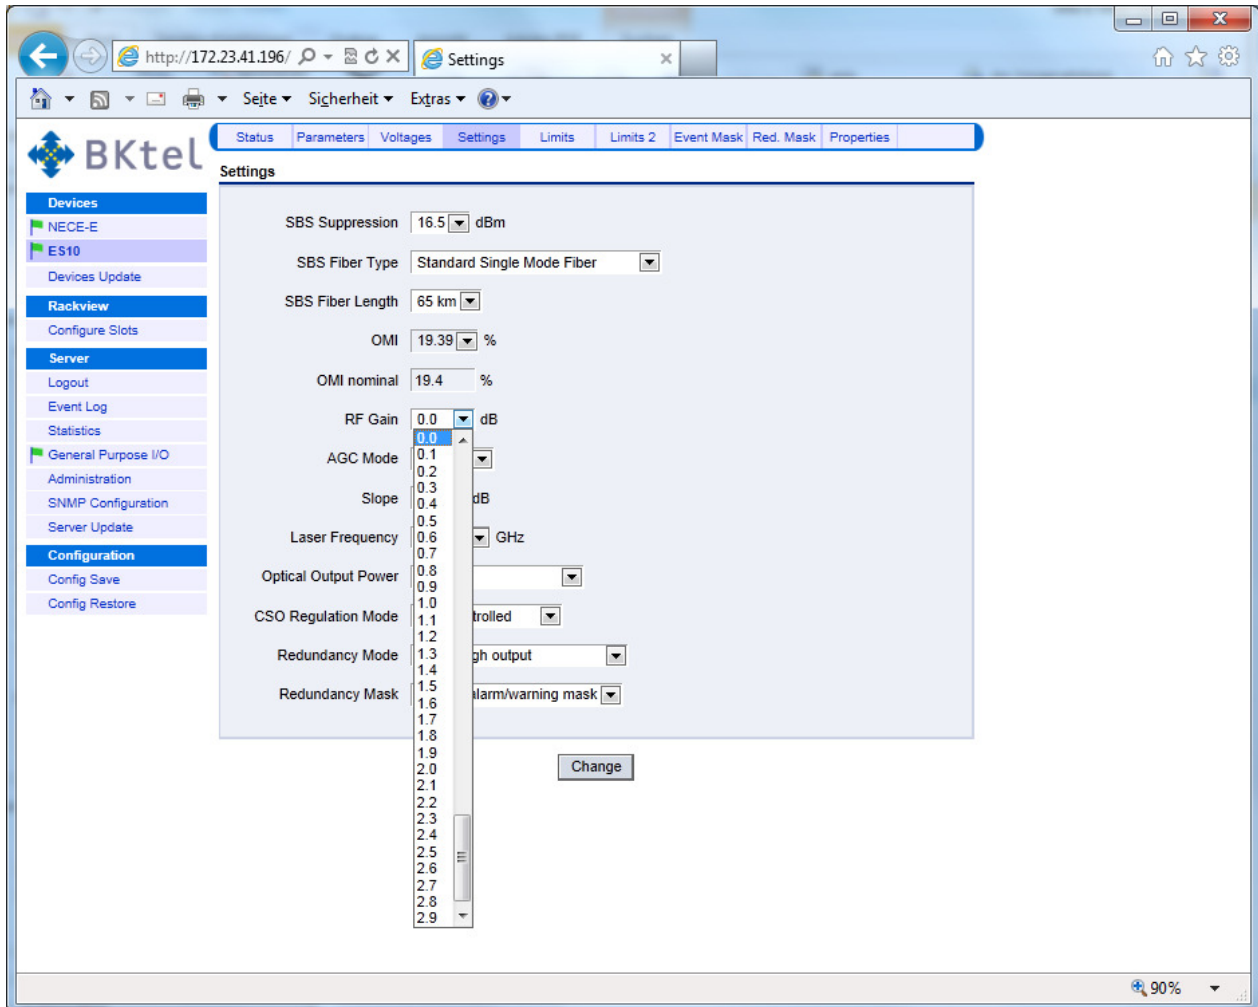 http://172.23.41.196/
Settings
Seite
Sicherheit
Extras
BKtel
Status Parameters Voltages Settings Limits Limits 2 Event Mask Red. Mask Properties
Settings
Devices
NECE-E
ES10
Devices Update
Rackview
Configure Slots
Server
Logout
Event Log
Statistics
General Purpose I/O
Administration
SNMP Configuration
Server Update
Configuration
Config Save
Config Restore
SBS Suppression 16.5 dBm
SBS Fiber Type Standard Single Mode Fiber
SBS Fiber Length 65 km
OMI 19.39 %
OMI nominal 19.4 %
RF Gain 0.0 dB
AGC Mode
Slope dB
Laser Frequency GHz
Optical Output Power
CSO Regulation Mode trolled
Redundancy Mode gh output
Redundancy Mask alarm/warning mask
0.0
0.1
0.2
0.3
0.4
0.5
0.6
0.7
0.8
0.9
1.0
1.1
1.2
1.3
1.4
1.5
1.6
1.7
1.8
1.9
2.0
2.1
2.2
2.3
2.4
2.5
2.6
2.7
2.8
2.9
Change
90%